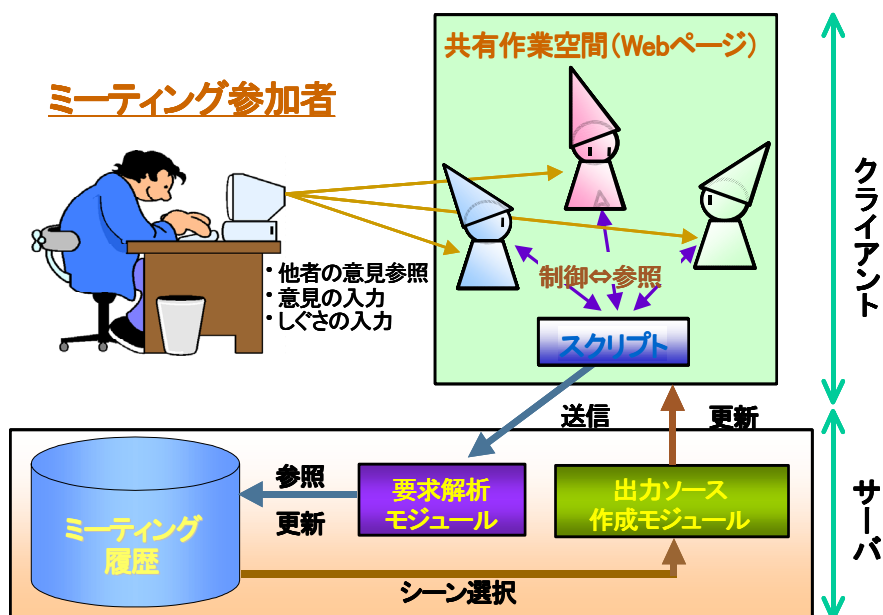 共有作業空間(Webページ)
ミーティング参加者
・他者の意見参照
・意見の入力
・しぐさの入力
制御⇔参照
スクリプト
クライアント
送信
更新
参照
更新
要求解析
モジュール
出力ソース
作成モジュール
ミーティング
履歴
シーン選択
サーバ